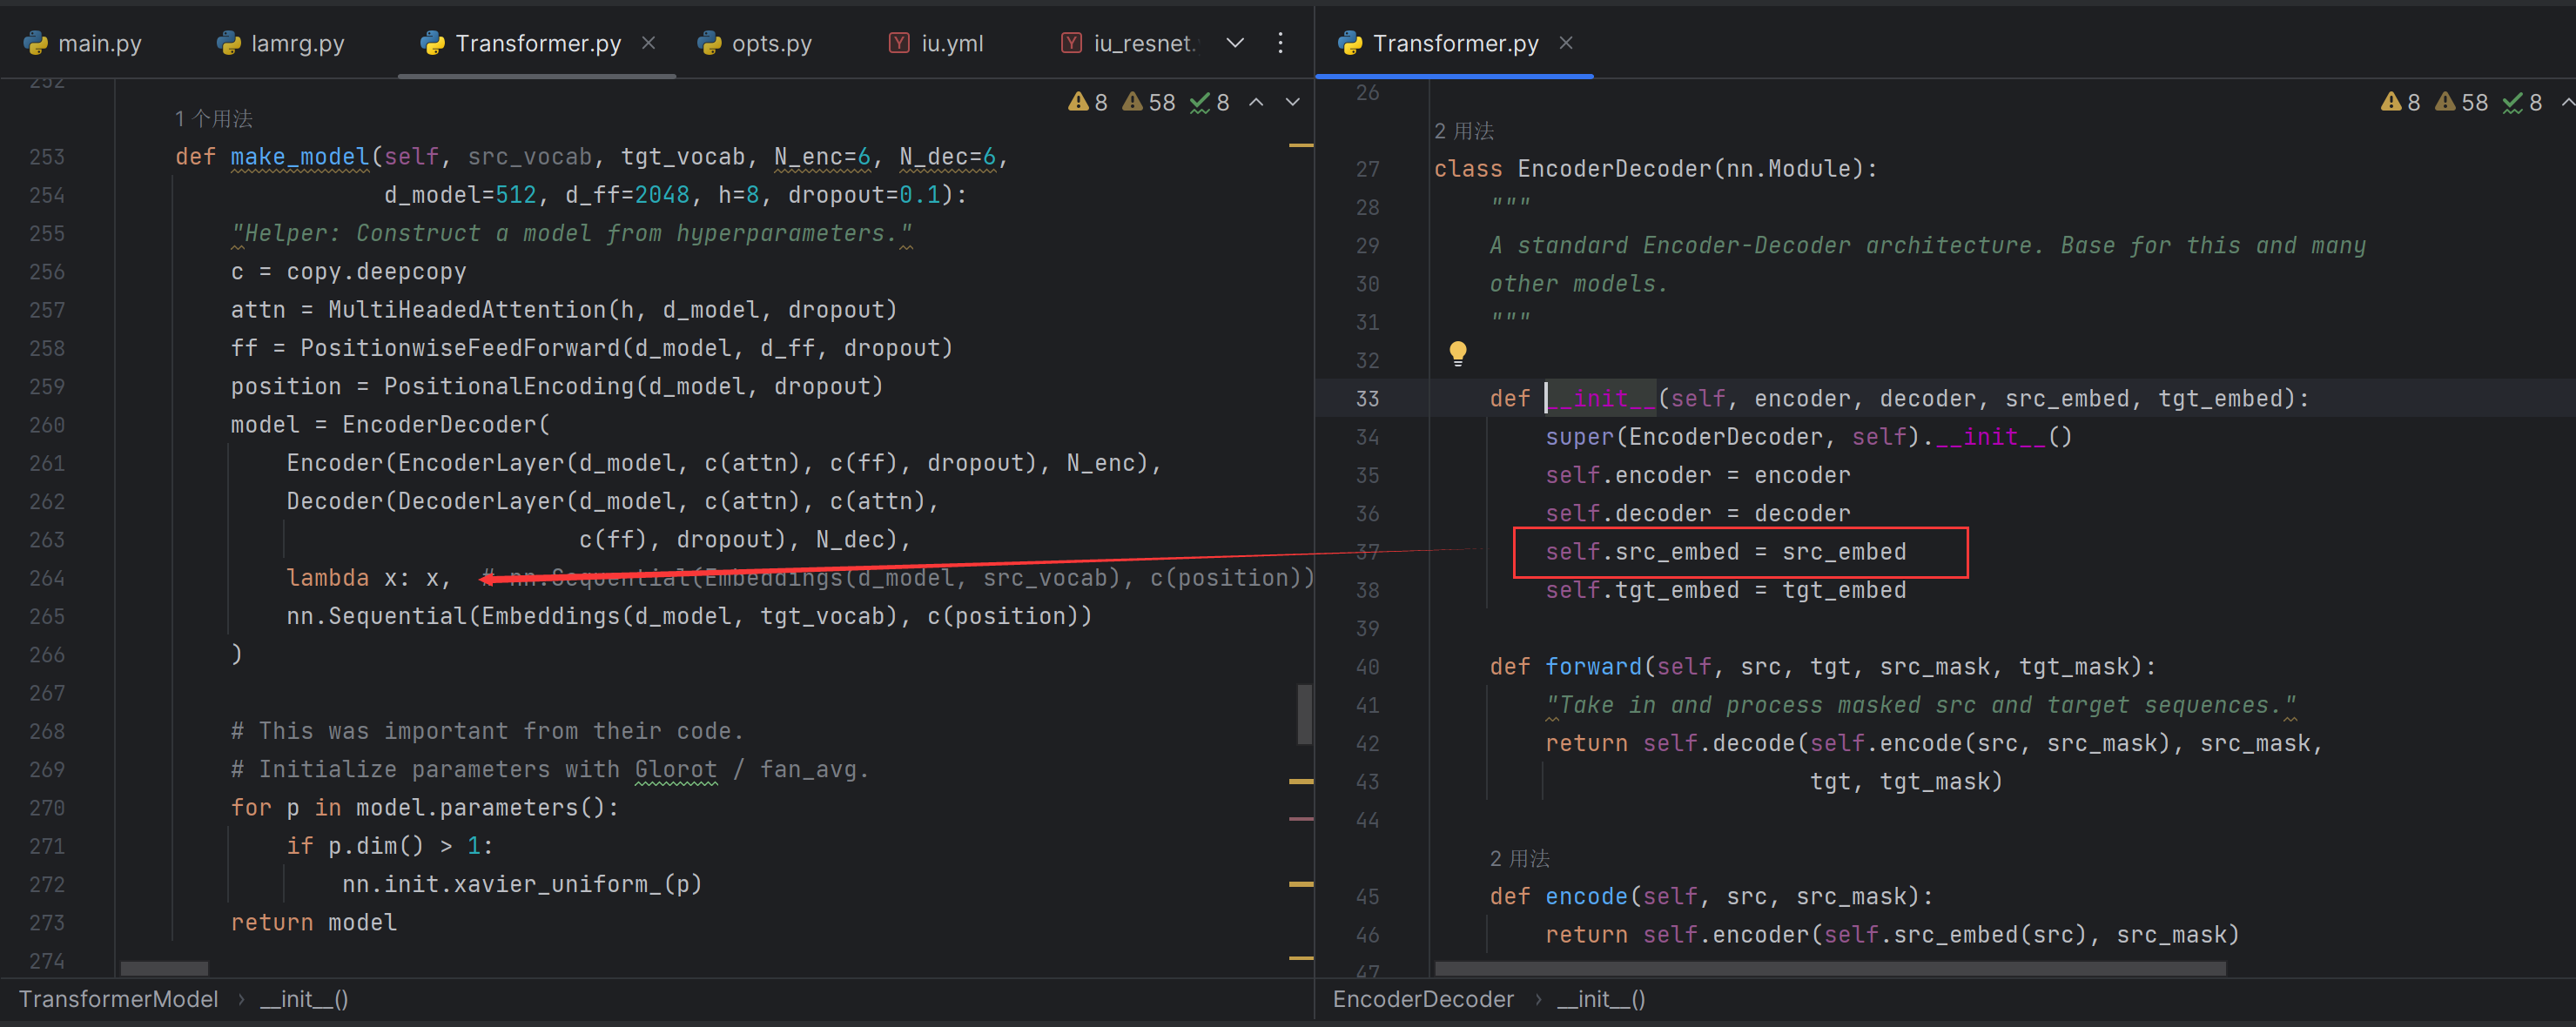 main.py lamrg.py Transformer.py opts.py iu.yml iu_resnet.
252
8 58 8
1 个用法
253 def make_model(self, src_vocab, tgt_vocab, N_enc=6, N_dec=6,
254 d_model=512, d_ff=2048, h=8, dropout=0.1):
255 "Helper: Construct a model from hyperparameters."
256 c = copy.deepcopy
257 attn = MultiHeadedAttention(h, d_model, dropout)
258 ff = PositionwiseFeedForward(d_model, d_ff, dropout)
259 position = PositionalEncoding(d_model, dropout)
260 model = EncoderDecoder(
261 Encoder(EncoderLayer(d_model, c(attn), c(ff), dropout), N_enc),
262 Decoder(DecoderLayer(d_model, c(attn), c(attn),
263 c(ff), dropout), N_dec),
264 lambda x: x, # nn.Sequential(Embeddings(d_model, src_vocab), c(position))
265 nn.Sequential(Embeddings(d_model, tgt_vocab), c(position))
266 )
267
268 # This was important from their code.
269 # Initialize parameters with Glorot / fan_avg.
270 for p in model.parameters():
271 if p.dim() > 1:
272 nn.init.xavier_uniform_(p)
273 return model
274
TransformerModel › __init__()
Transformer.py
26
8 58 8
2 用法
27 class EncoderDecoder(nn.Module):
28 """
29 A standard Encoder-Decoder architecture. Base for this and many
30 other models.
31 """
32
33 def __init__(self, encoder, decoder, src_embed, tgt_embed):
34 super(EncoderDecoder, self).__init__()
35 self.encoder = encoder
36 self.decoder = decoder
37 self.src_embed = src_embed
38 self.tgt_embed = tgt_embed
39
40 def forward(self, src, tgt, src_mask, tgt_mask):
41 "Take in and process masked src and target sequences."
42 return self.decode(self.encode(src, src_mask), src_mask,
43 tgt, tgt_mask)
44
2 用法
45 def encode(self, src, src_mask):
46 return self.encoder(self.src_embed(src), src_mask)
47
EncoderDecoder › __init__()